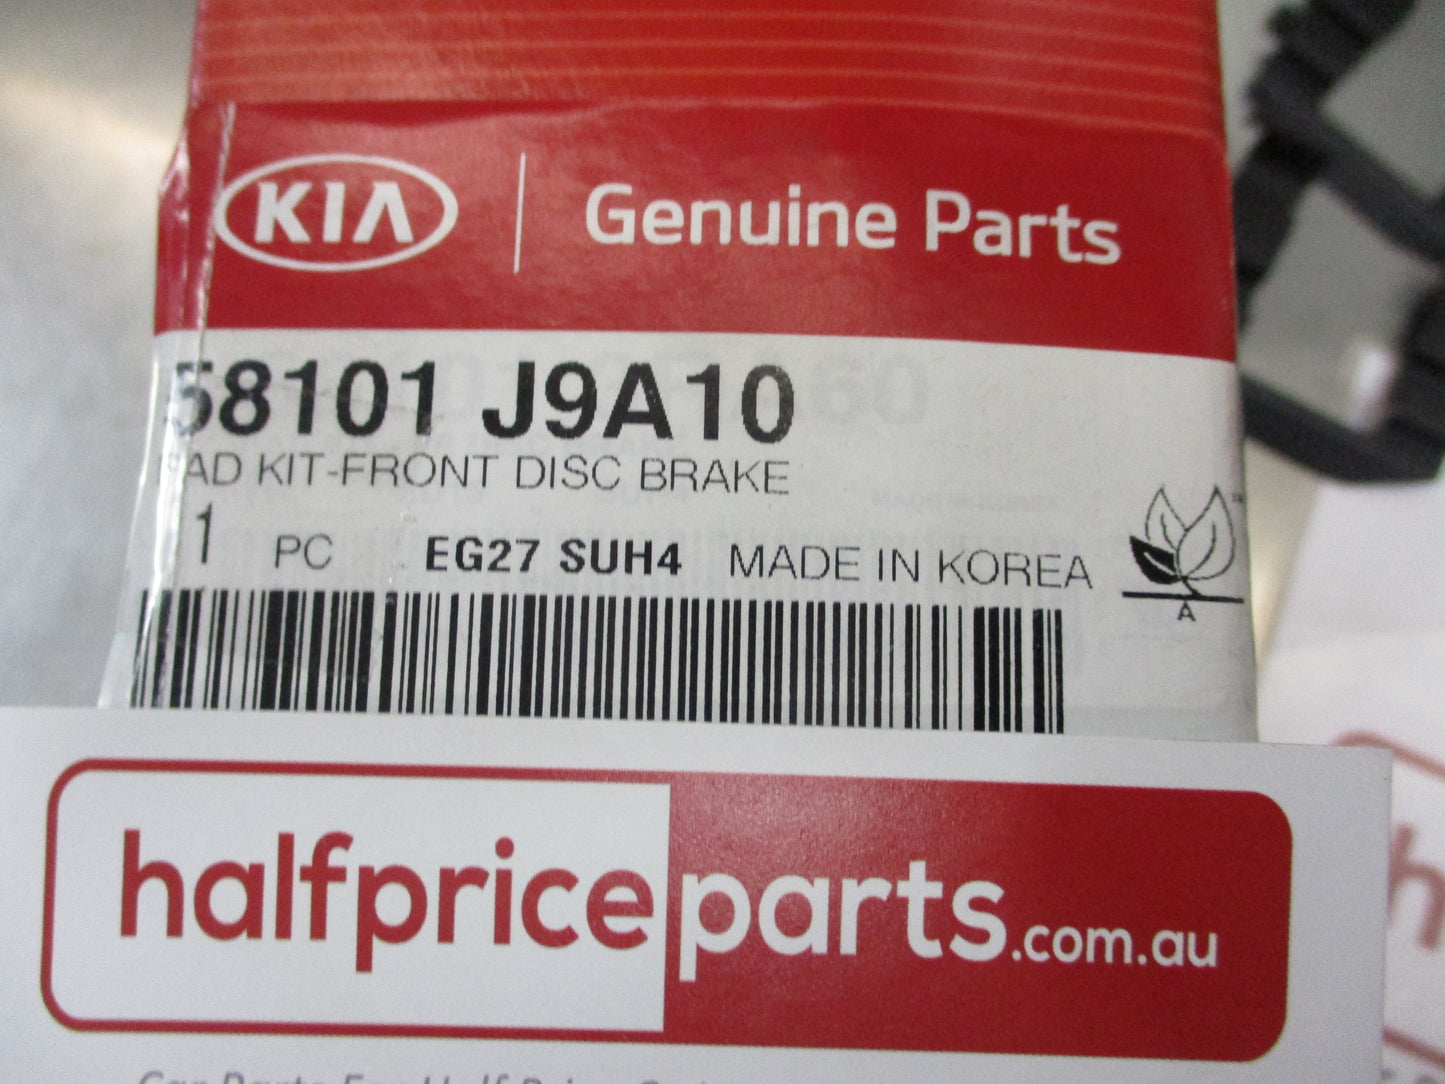 KIA Genuine Parts
58101 J9A10
PAD KIT-FRONT DISC BRAKE
1 PC EG27 SUH4 MADE IN KOREA
A
halfpriceparts.com.au